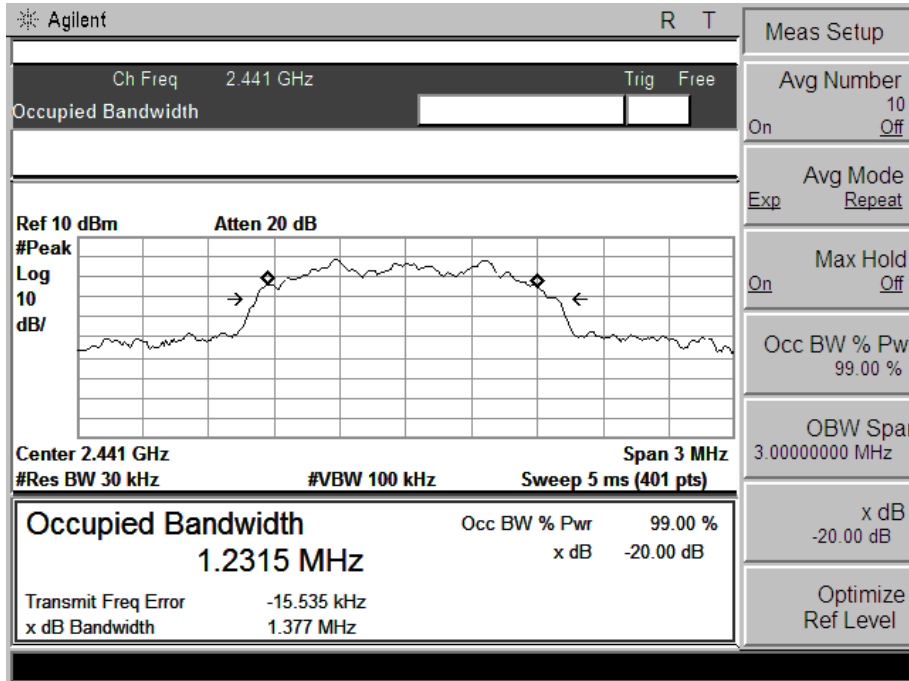 Agilent R T
Ch Freq 2.441 GHz Trig Free
Occupied Bandwidth
Ref 10 dBm Atten 20 dB
#Peak
Log
10
dB/
Center 2.441 GHz Span 3 MHz
#Res BW 30 kHz #VBW 100 kHz Sweep 5 ms (401 pts)
Occupied Bandwidth Occ BW % Pwr 99.00 %
1.2315 MHz x dB -20.00 dB
Transmit Freq Error -15.535 kHz
x dB Bandwidth 1.377 MHz
Meas Setup
Avg Number
10
On Off
Avg Mode
Exp Repeat
Max Hold
On Off
Occ BW % Pwr
99.00 %
OBW Span
3.00000000 MHz
x dB
-20.00 dB
Optimize
Ref Level